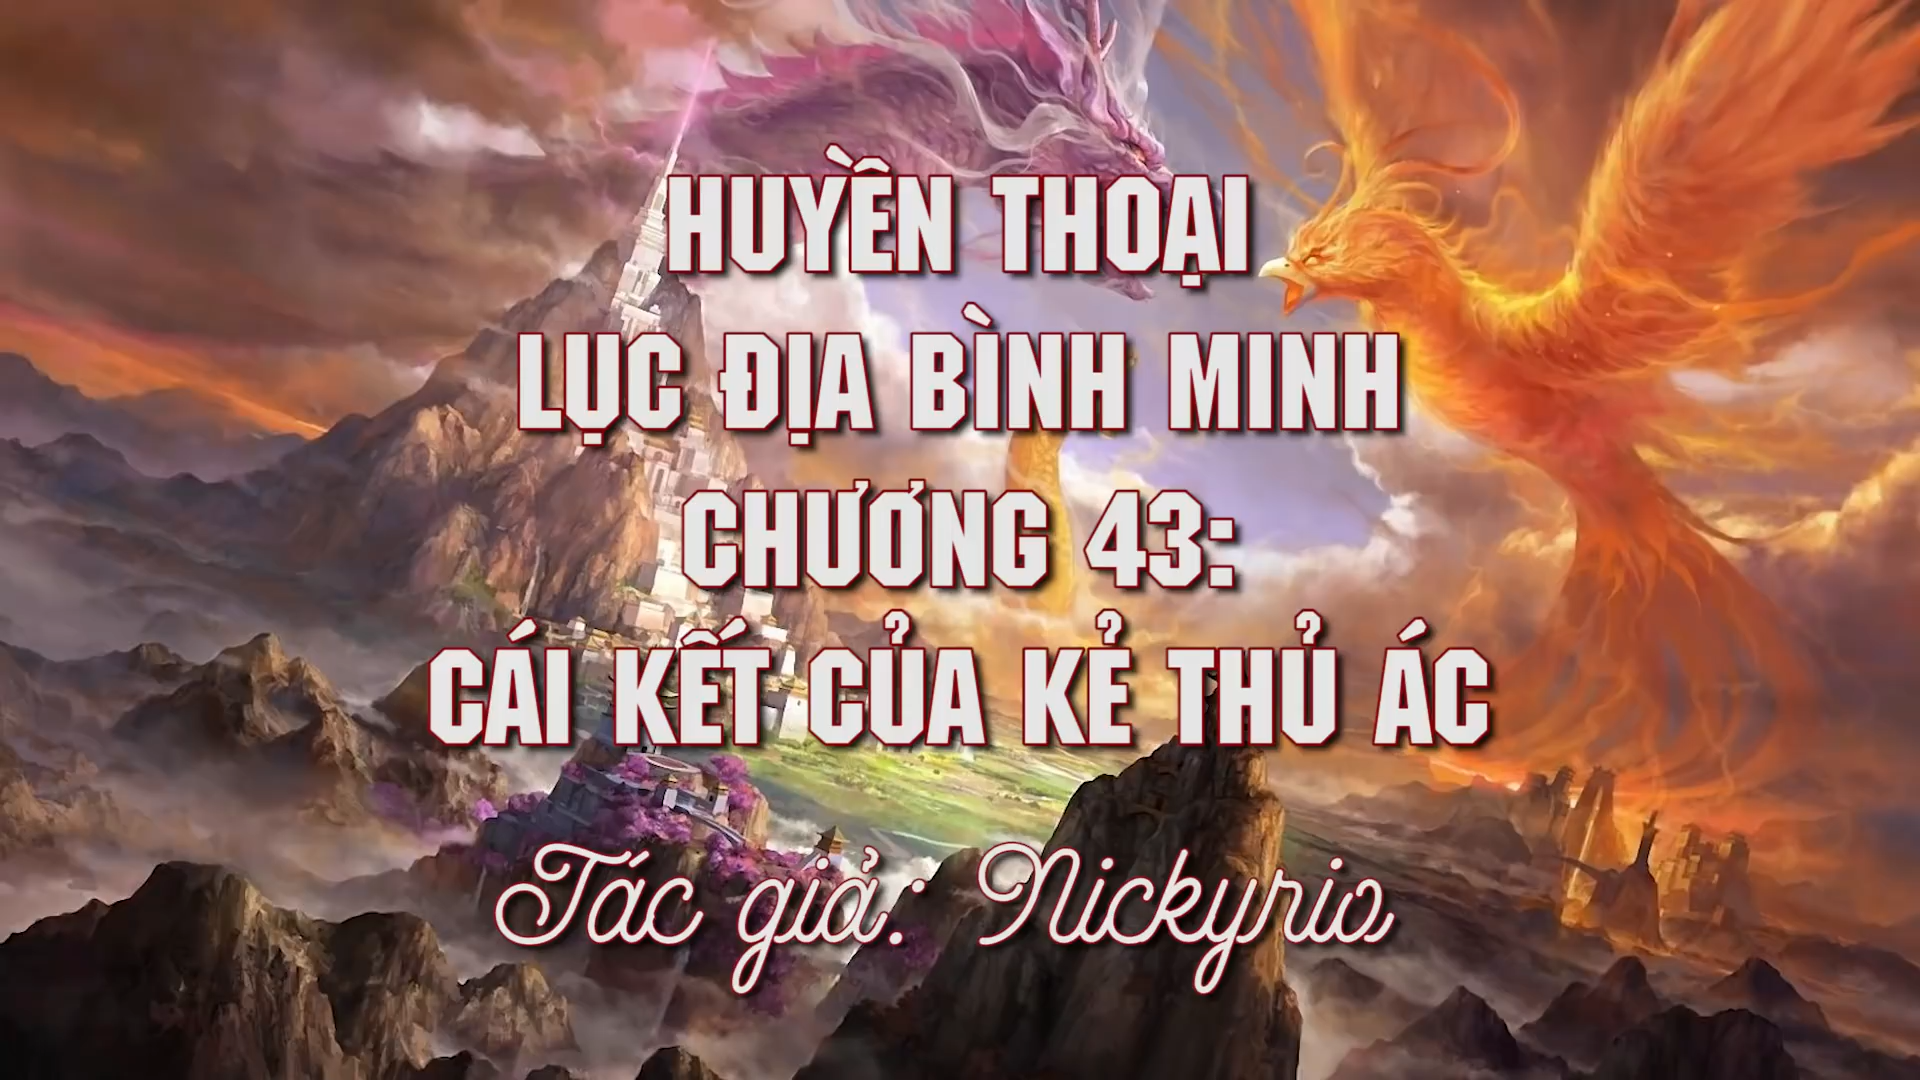 HUYỀN THOẠI
LỤC ĐỊA BÌNH MINH
CHƯƠNG 43:
CÁI KẾT CỦA KẺ THỦ ÁC
Tác giả: Nickyrio